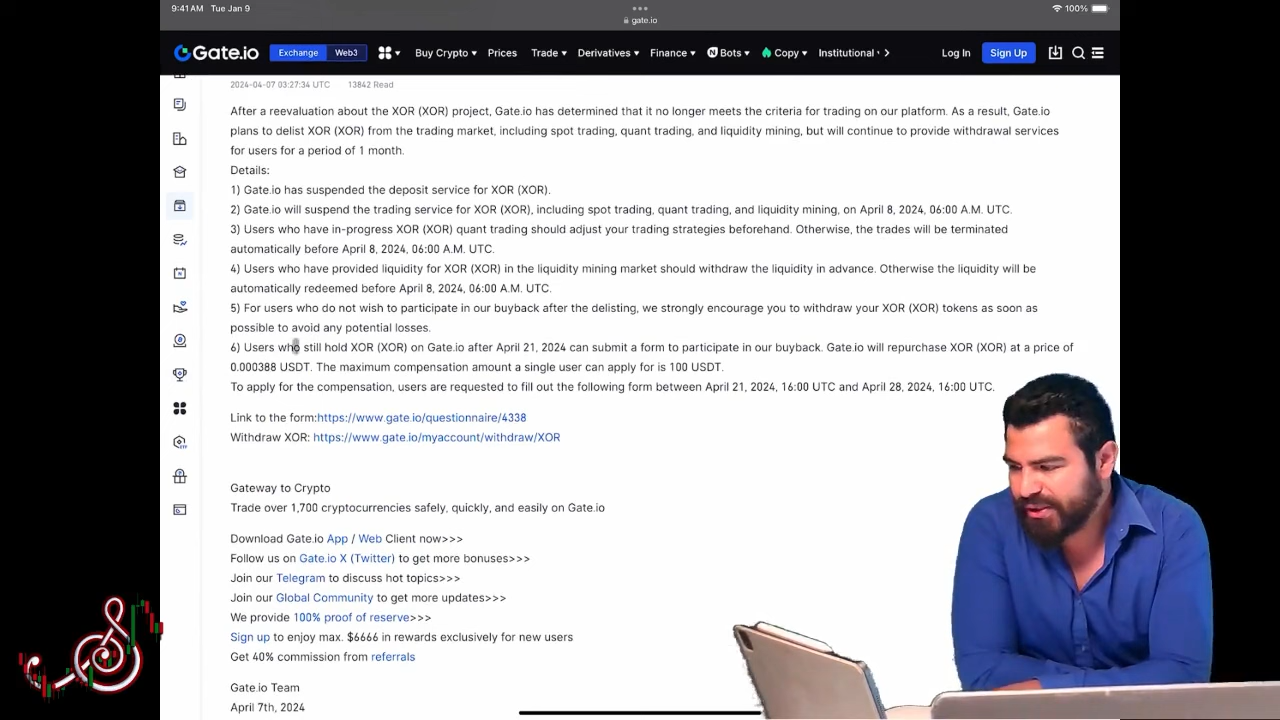 9:41 AM Tue Jan 9
100%
gate.io
Gate.io
Exchange Web3 Buy Crypto Prices Trade Derivatives Finance Bots Copy Institutional Log In Sign Up
2024-04-07 03:27:34 UTC 13842 Read
After a reevaluation about the XOR (XOR) project, Gate.io has determined that it no longer meets the criteria for trading on our platform. As a result, Gate.io
plans to delist XOR (XOR) from the trading market, including spot trading, quant trading, and liquidity mining, but will continue to provide withdrawal services
for users for a period of 1 month.
Details:
1) Gate.io has suspended the deposit service for XOR (XOR).
2) Gate.io will suspend the trading service for XOR (XOR), including spot trading, quant trading, and liquidity mining, on April 8, 2024, 06:00 A.M. UTC.
3) Users who have in-progress XOR (XOR) quant trading should adjust your trading strategies beforehand. Otherwise, the trades will be terminated
automatically before April 8, 2024, 06:00 A.M. UTC.
4) Users who have provided liquidity for XOR (XOR) in the liquidity mining market should withdraw the liquidity in advance. Otherwise the liquidity will be
automatically redeemed before April 8, 2024, 06:00 A.M. UTC.
5) For users who do not wish to participate in our buyback after the delisting, we strongly encourage you to withdraw your XOR (XOR) tokens as soon as
possible to avoid any potential losses.
6) Users who still hold XOR (XOR) on Gate.io after April 21, 2024 can submit a form to participate in our buyback. Gate.io will repurchase XOR (XOR) at a price of
0.000388 USDT. The maximum compensation amount a single user can apply for is 100 USDT.
To apply for the compensation, users are requested to fill out the following form between April 21, 2024, 16:00 UTC and April 28, 2024, 16:00 UTC.
Link to the form:https://www.gate.io/questionnaire/4338
Withdraw XOR: https://www.gate.io/myaccount/withdraw/XOR
Gateway to Crypto
Trade over 1,700 cryptocurrencies safely, quickly, and easily on Gate.io
Download Gate.io App / Web Client now>>>
Follow us on Gate.io X (Twitter) to get more bonuses>>>
Join our Telegram to discuss hot topics>>>
Join our Global Community to get more updates>>>
We provide 100% proof of reserve>>>
Sign up to enjoy max. $6666 in rewards exclusively for new users
Get 40% commission from referrals
Gate.io Team
April 7th, 2024